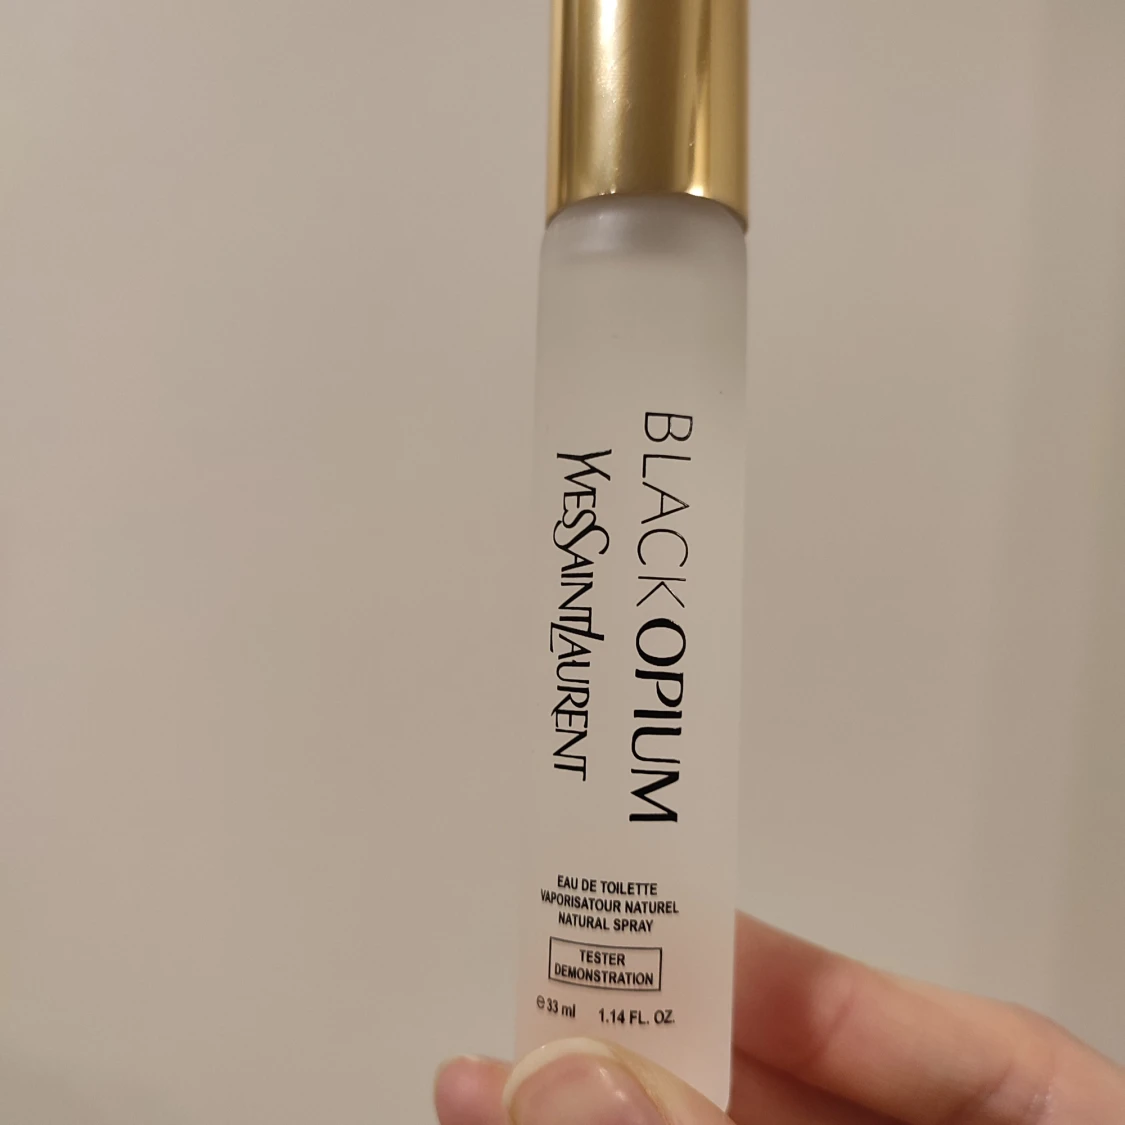 BLACK OPIUM
YVESSAINTLAURENT
EAU DE TOILETTE
VAPORISATOUR NATUREL
NATURAL SPRAY
TESTER
DEMONSTRATION
℮ 33 ml 1.14 FL. OZ.